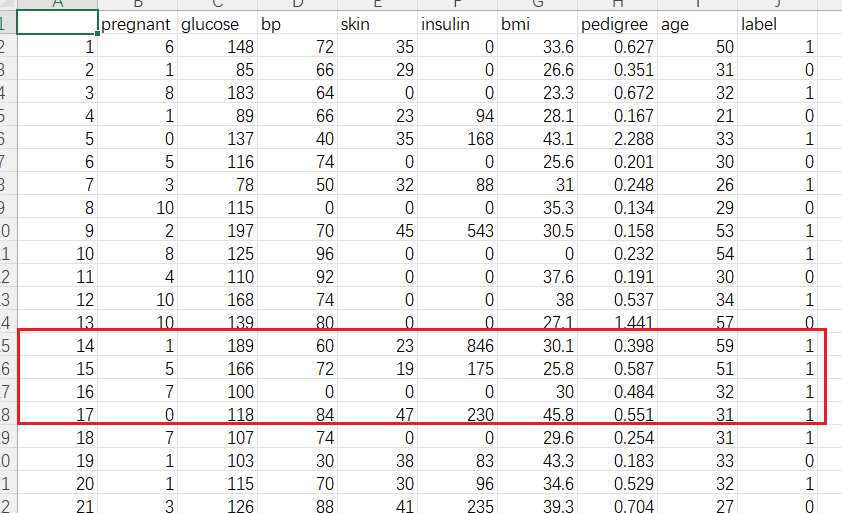 A B C D E F G H I J
1 pregnant glucose bp skin insulin bmi pedigree age label
2 1 6 148 72 35 0 33.6 0.627 50 1
3 2 1 85 66 29 0 26.6 0.351 31 0
4 3 8 183 64 0 0 23.3 0.672 32 1
5 4 1 89 66 23 94 28.1 0.167 21 0
6 5 0 137 40 35 168 43.1 2.288 33 1
7 6 5 116 74 0 0 25.6 0.201 30 0
8 7 3 78 50 32 88 31 0.248 26 1
9 8 10 115 0 0 0 35.3 0.134 29 0
.0 9 2 197 70 45 543 30.5 0.158 53 1
.1 10 8 125 96 0 0 0 0.232 54 1
.2 11 4 110 92 0 0 37.6 0.191 30 0
.3 12 10 168 74 0 0 38 0.537 34 1
.4 13 10 139 80 0 0 27.1 1.441 57 0
.5 14 1 189 60 23 846 30.1 0.398 59 1
.6 15 5 166 72 19 175 25.8 0.587 51 1
.7 16 7 100 0 0 0 30 0.484 32 1
.8 17 0 118 84 47 230 45.8 0.551 31 1
.9 18 7 107 74 0 0 29.6 0.254 31 1
0 19 1 103 30 38 83 43.3 0.183 33 0
1 20 1 115 70 30 96 34.6 0.529 32 1
2 21 3 126 88 41 235 39.3 0.704 27 0